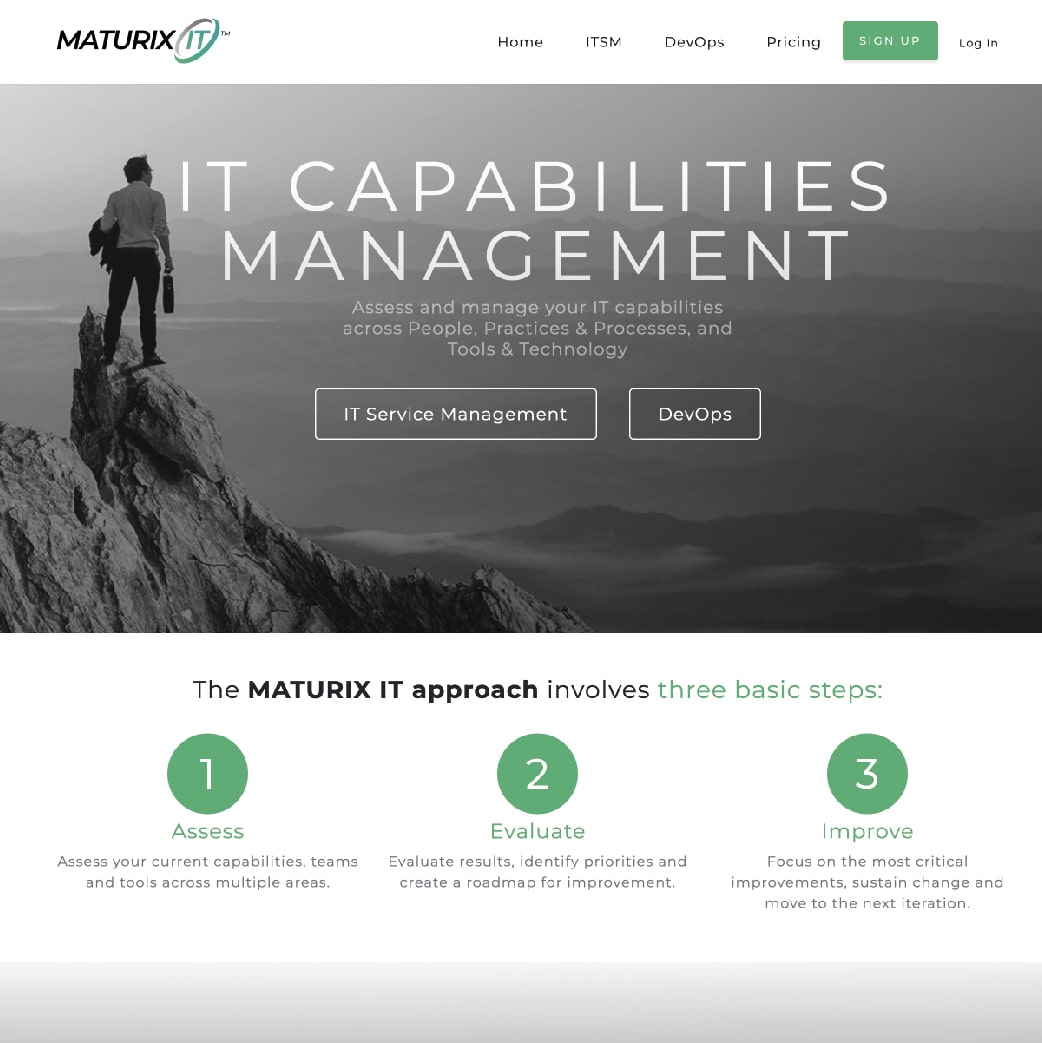 MATURIX IT™
Home ITSM DevOps Pricing SIGN UP Log In
IT CAPABILITIES
MANAGEMENT
Assess and manage your IT capabilities
across People, Practices & Processes, and
Tools & Technology
IT Service Management DevOps
The MATURIX IT approach involves three basic steps:
1 2 3
Assess Evaluate Improve
Assess your current capabilities, teams
and tools across multiple areas.
Evaluate results, identify priorities and
create a roadmap for improvement.
Focus on the most critical
improvements, sustain change and
move to the next iteration.